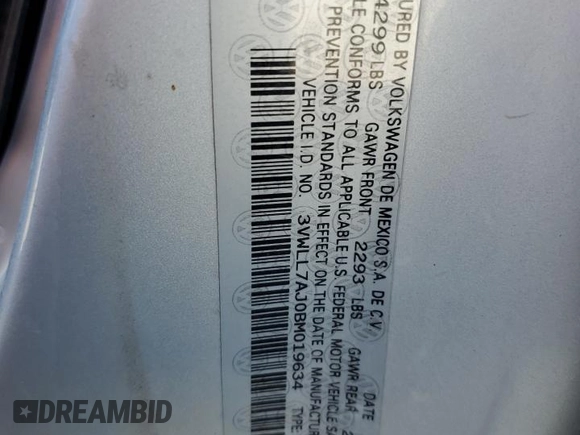 URED BY VOLKSWAGEN DE MEXICO S.A. DE C.V.
4299 LBS GAWR FRONT 2293 LBS GAWR REAR
DATE
LE CONFORMS TO ALL APPLICABLE U.S. FEDERAL MOTOR VEHICLE SA
PREVENTION STANDARDS IN EFFECT ON THE DATE OF MANUFACTUR
VEHICLE I.D. NO. 3VWLL7AJ0BM019634 TYPE:
DREAMBID